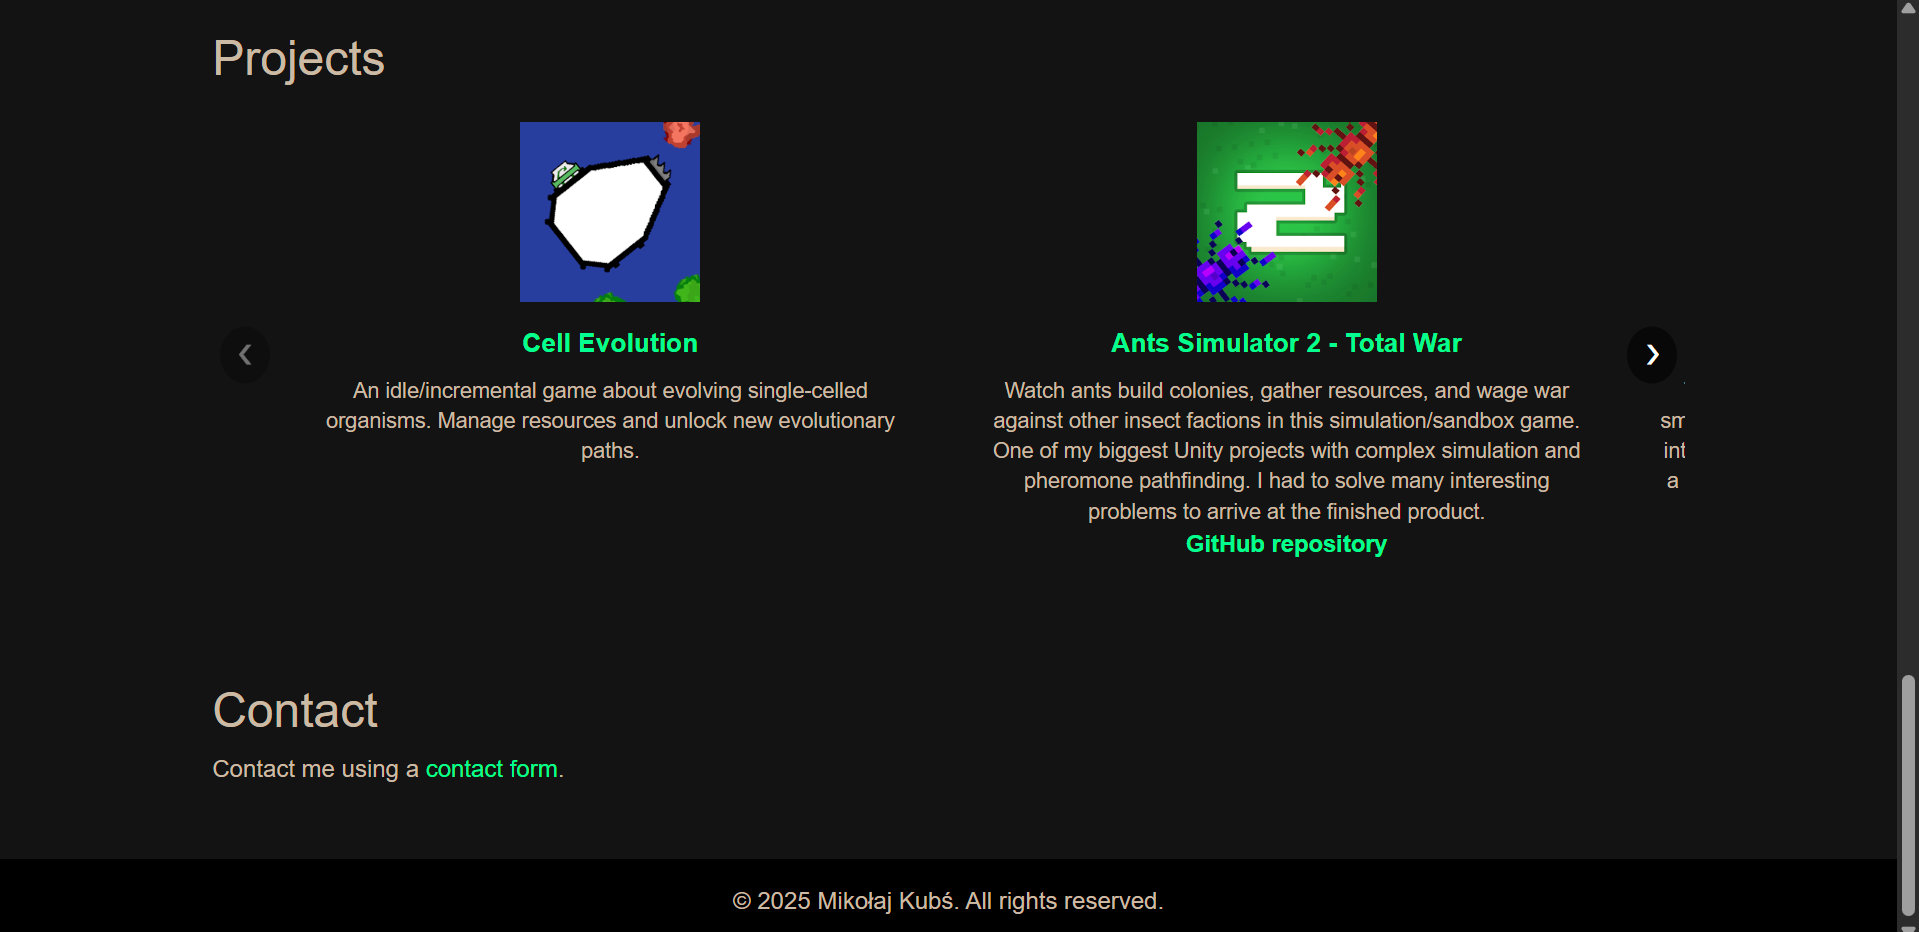 Projects
Cell Evolution
An idle/incremental game about evolving single-celled
organisms. Manage resources and unlock new evolutionary
paths.
2
Ants Simulator 2 - Total War
Watch ants build colonies, gather resources, and wage war
against other insect factions in this simulation/sandbox game.
One of my biggest Unity projects with complex simulation and
pheromone pathfinding. I had to solve many interesting
problems to arrive at the finished product.
GitHub repository
sm
int
a
Contact
Contact me using a contact form.
© 2025 Mikołaj Kubś. All rights reserved.